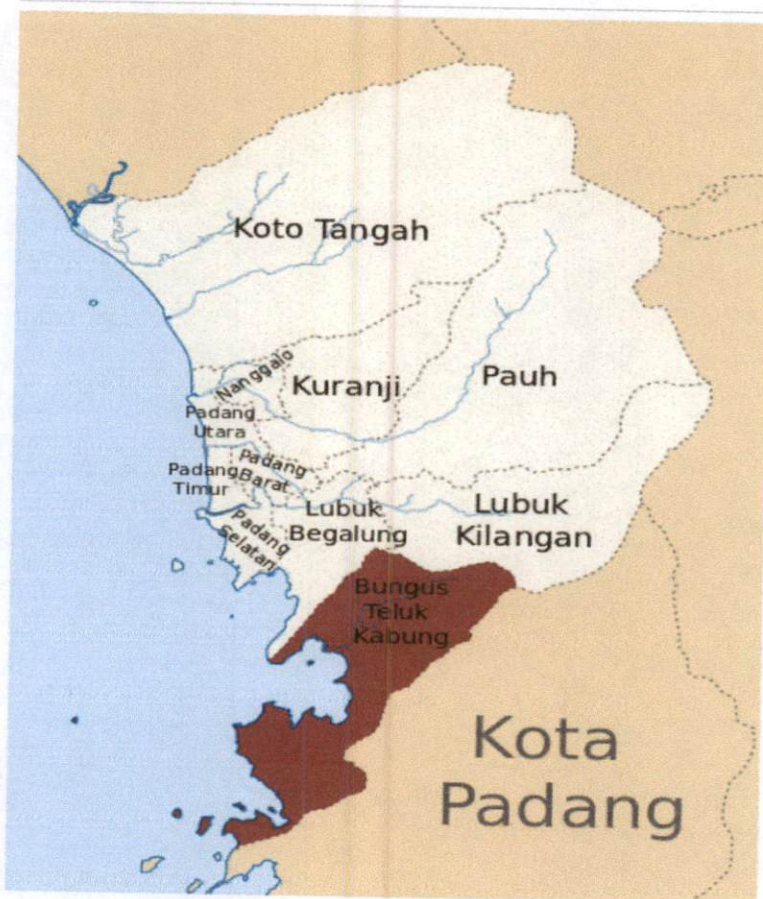 Koto Tangah
Nanggalo
Kuranji
Pauh
Padang
Utara
Padang
Barat
Padang
Timur
Lubuk
Begalung
Lubuk
Kilangan
Padang
Selatan
Bungus
Teluk
Kabung
Kota
Padang